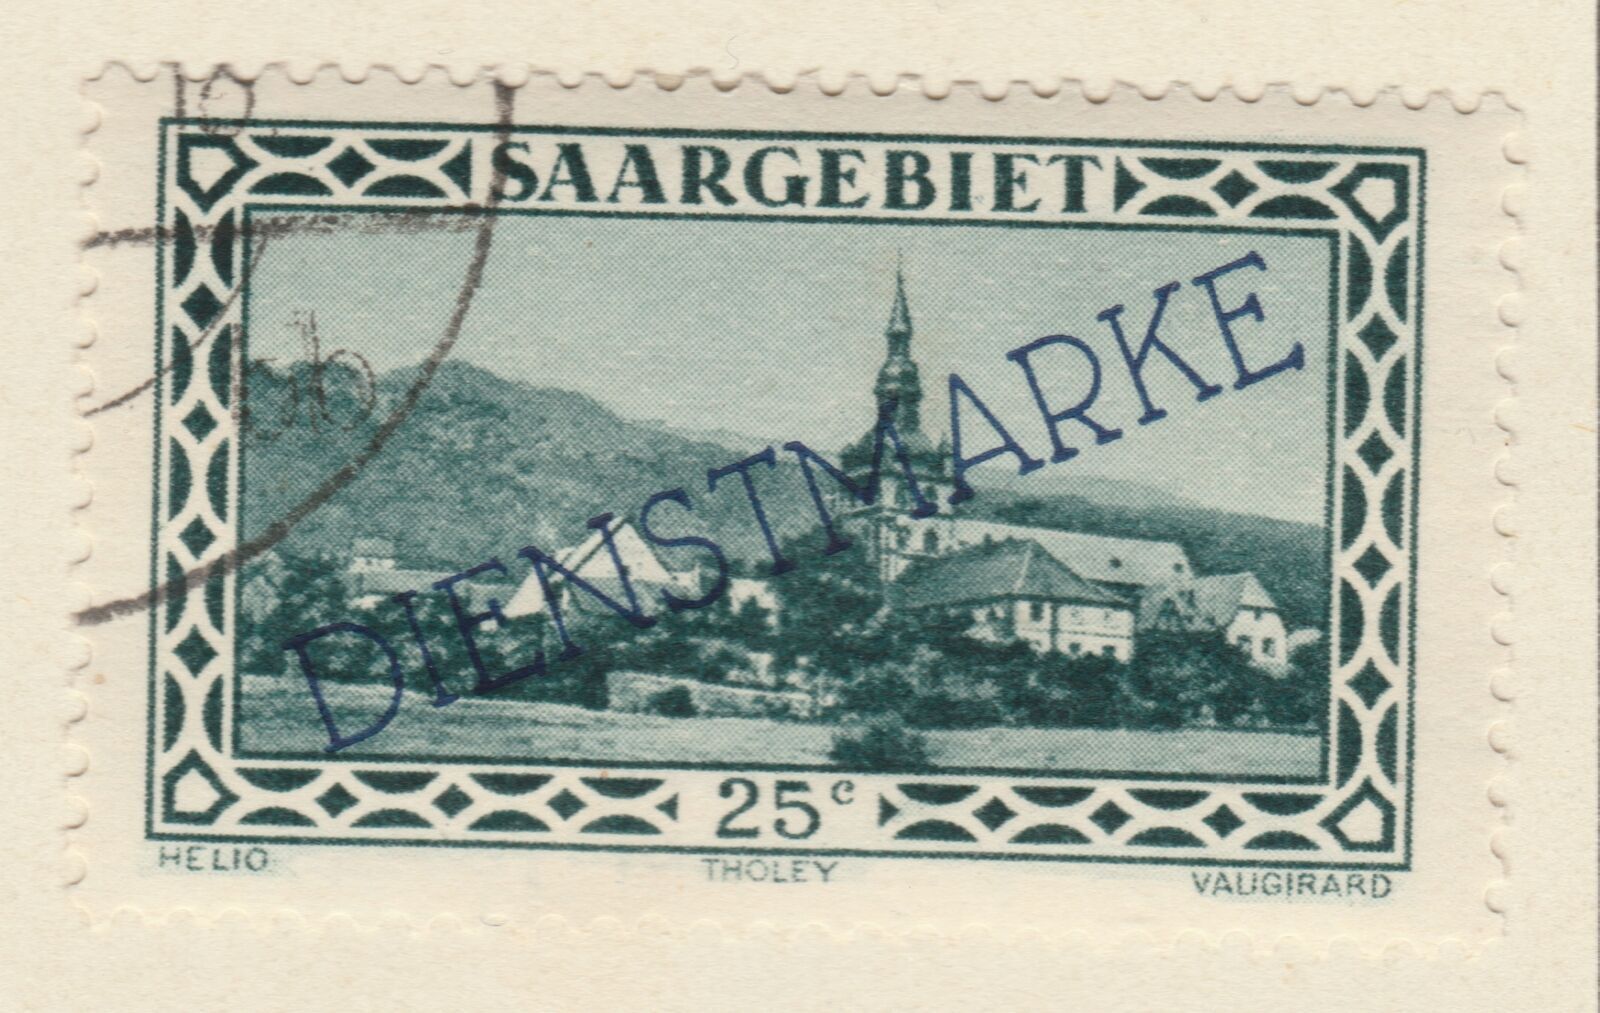 SAARGEBIET
DIENSTMARKE
25c
HELIO THOLEY VAUGIRARD